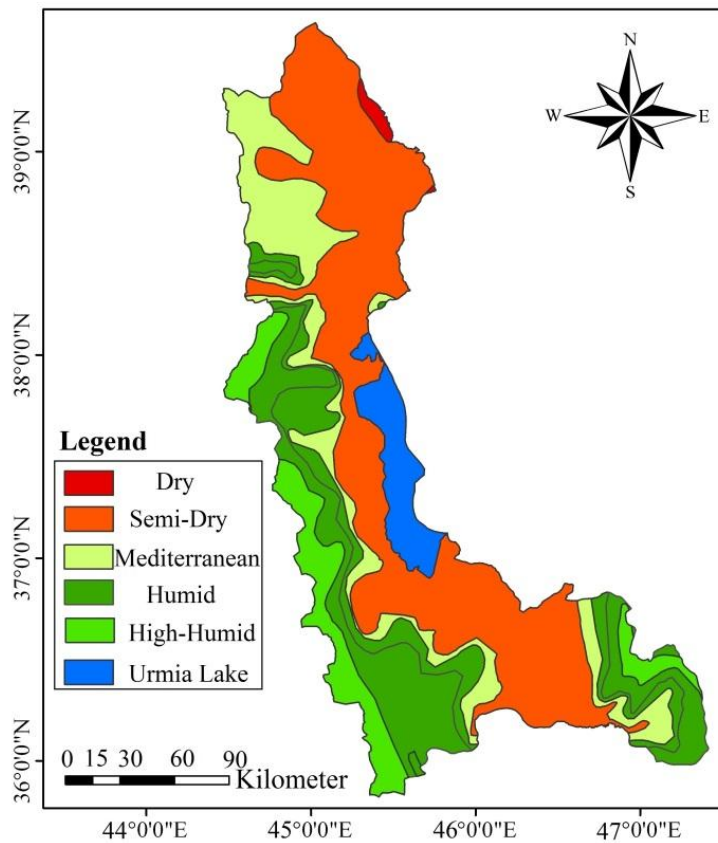 N
W E
S
39°0'0"N
38°0'0"N
37°0'0"N
36°0'0"N
Legend
Dry
Semi-Dry
Mediterranean
Humid
High-Humid
Urmia Lake
0 15 30 60 90
Kilometer
44°0'0"E 45°0'0"E 46°0'0"E 47°0'0"E